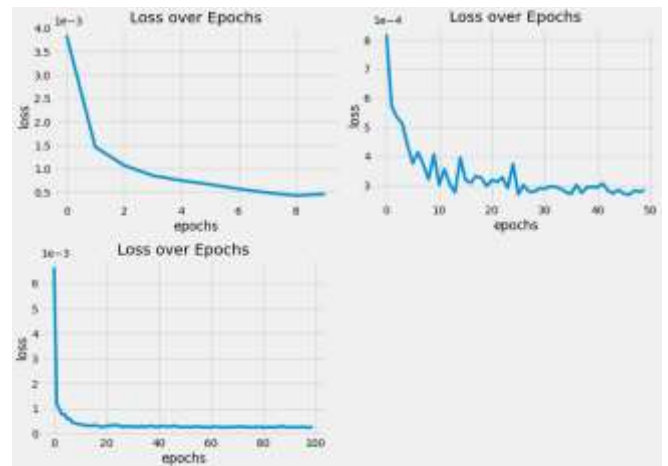 Loss over Epochs
1e−3
4.0
3.5
3.0
2.5
2.0
1.5
1.0
0.5
loss
0 2 4 6 8
epochs
Loss over Epochs
1e−4
8
7
6
5
4
3
loss
0 10 20 30 40 50
epochs
Loss over Epochs
1e−3
6
5
4
3
2
1
0
loss
0 20 40 60 80 100
epochs